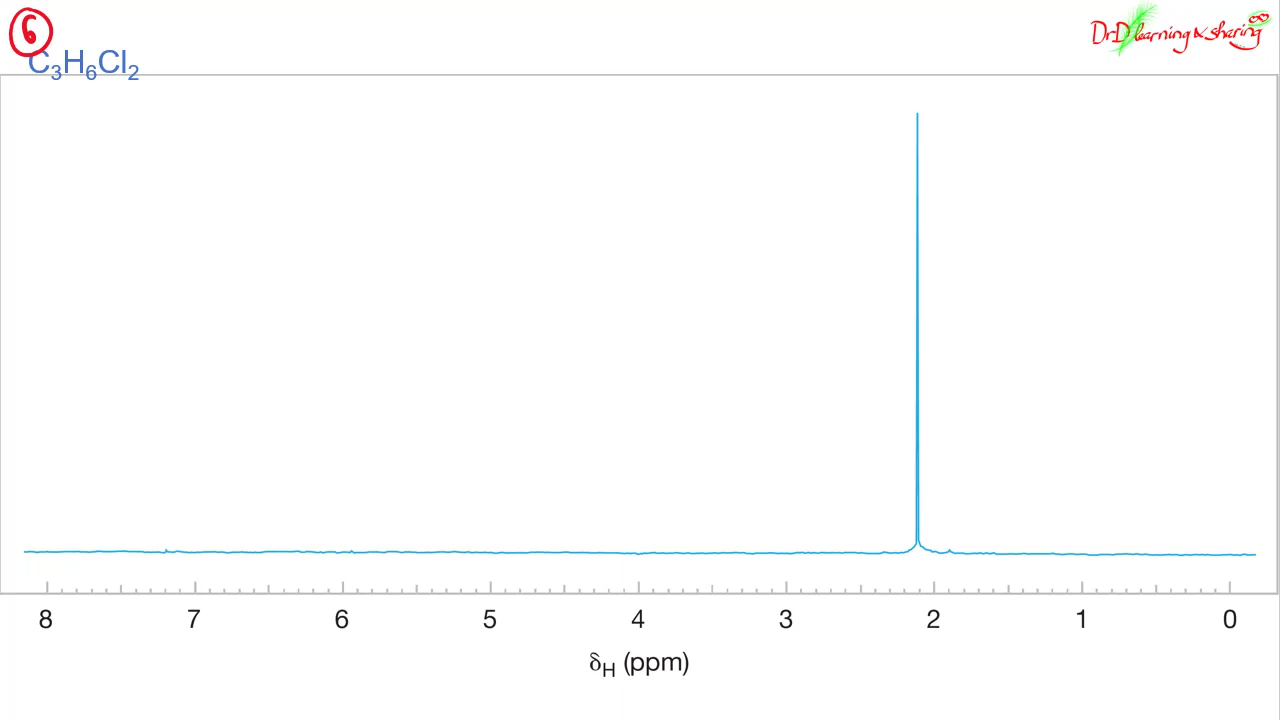 6
DrD learning & sharing
C₃H₆Cl₂
8 7 6 5 4 3 2 1 0
δH (ppm)